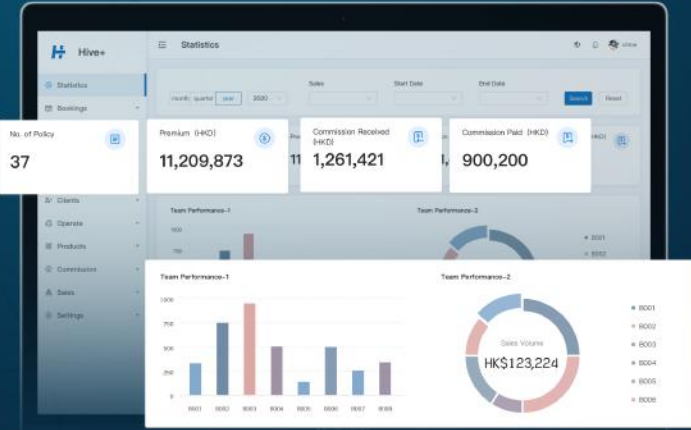 Hive+
Statistics
Statistics
Bookings
Sales
Start Date
End Date
month quarter year 2020
Search
Reset
No. of Policy
37
Premium (HKD)
11,209,873
Commission Received (HKD)
1,261,421
Commission Paid (HKD)
900,200
Clients
Operate
Products
Commission
Sales
Settings
Team Performance-1
Team Performance-2
1000
750
B001
B002
Team Performance-1
1000
750
500
250
0
B001 B002 B003 B004 B005 B006 B007 B008
Team Performance-2
Sales Volume
HK$123,224
B001
B002
B003
B004
B005
B006